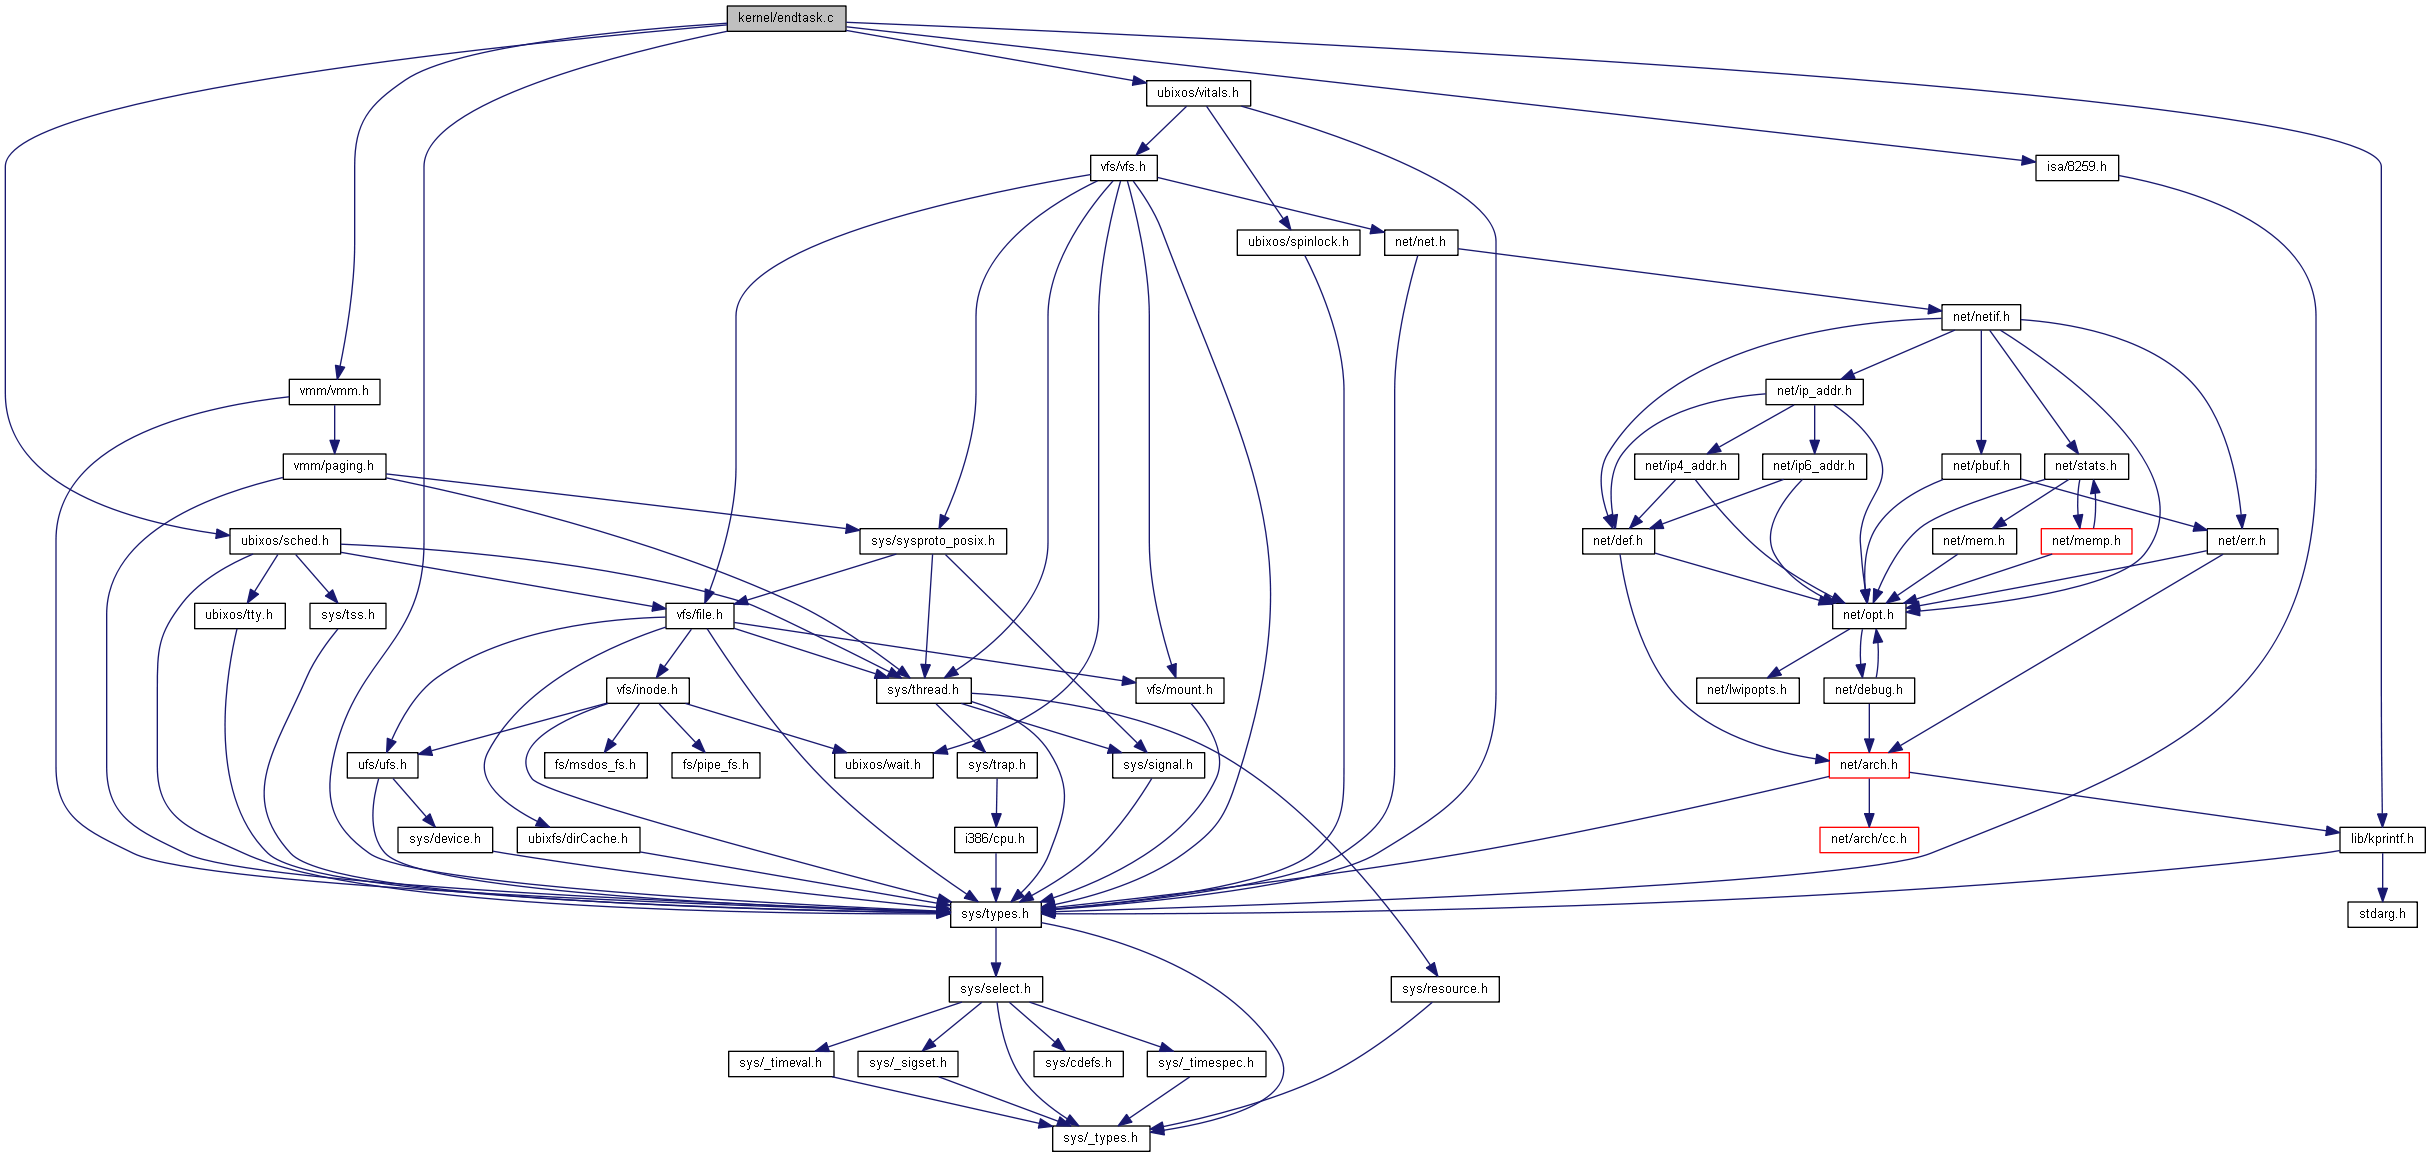 kernel/endtask.c
ubixos/vitals.h
vfs/vfs.h
isa/8259.h
ubixos/spinlock.h
net/net.h
net/netif.h
vmm/vmm.h
net/ip_addr.h
vmm/paging.h
net/ip4_addr.h
net/ip6_addr.h
net/pbuf.h
net/stats.h
ubixos/sched.h
sys/sysproto_posix.h
net/def.h
net/mem.h
net/memp.h
net/err.h
ubixos/tty.h
sys/tss.h
vfs/file.h
net/opt.h
vfs/inode.h
sys/thread.h
vfs/mount.h
net/lwipopts.h
net/debug.h
ufs/ufs.h
fs/msdos_fs.h
fs/pipe_fs.h
ubixos/wait.h
sys/trap.h
sys/signal.h
net/arch.h
sys/device.h
ubixfs/dirCache.h
i386/cpu.h
net/arch/cc.h
lib/kprintf.h
sys/types.h
stdarg.h
sys/select.h
sys/resource.h
sys/_timeval.h
sys/_sigset.h
sys/cdefs.h
sys/_timespec.h
sys/_types.h